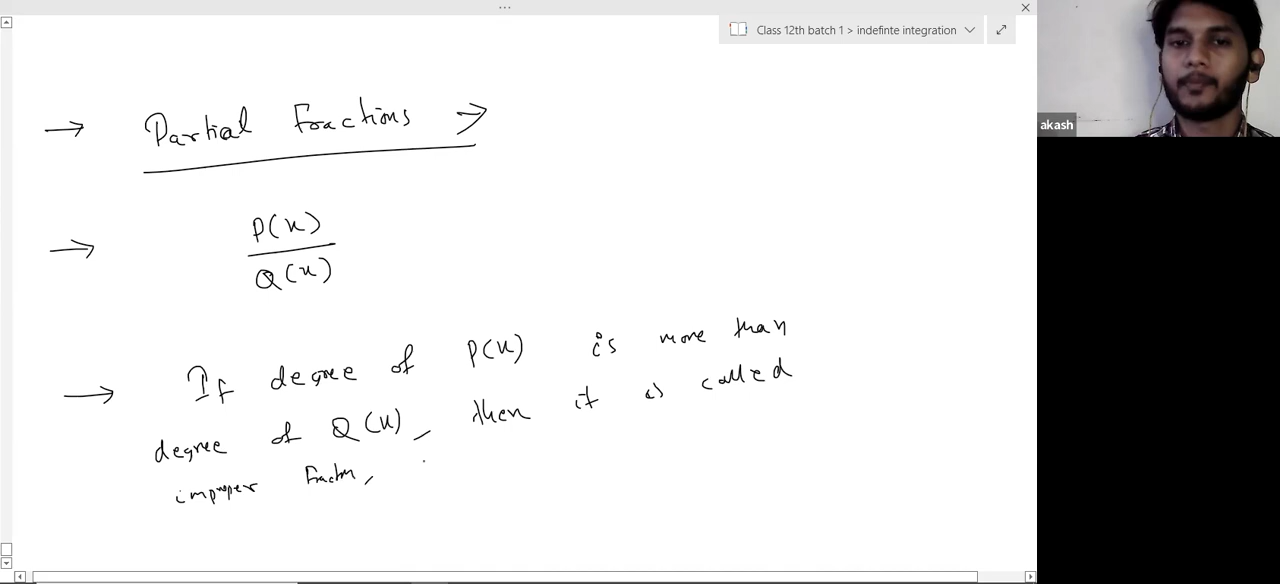 Class 12th batch 1 > indefinte integration
akash
→ Partial Fractions →
→ P(x)
Q(x)
→ If degree of P(x) is more than
degree of Q(x), then it is called
improper Fractn,